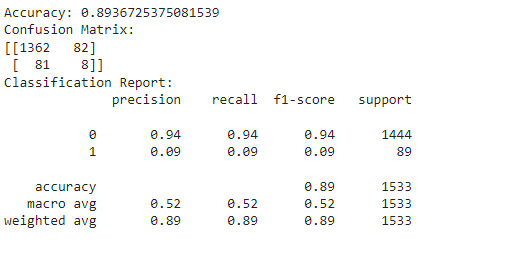 Accuracy: 0.8936725375081539
Confusion Matrix:
[[1362   82]
 [  81    8]]
Classification Report:
              precision    recall  f1-score   support

           0       0.94      0.94      0.94      1444
           1       0.09      0.09      0.09        89

    accuracy                           0.89      1533
   macro avg       0.52      0.52      0.52      1533
weighted avg       0.89      0.89      0.89      1533